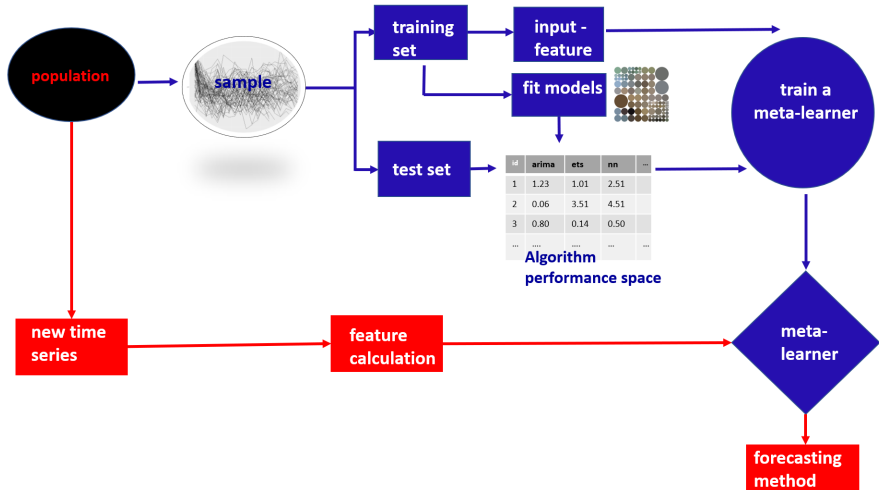 population
sample
training
set
input -
feature
fit models
test set
id arima ets nn ...
1 1.23 1.01 2.51
2 0.06 3.51 4.51
3 0.80 0.14 0.50
... .... ... ... ...
Algorithm
performance space
train a
meta-learner
new time
series
feature
calculation
meta-
learner
forecasting
method